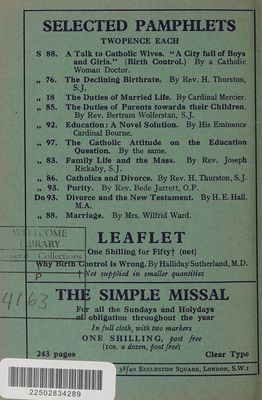 SELECTED PAMPHLETS
TWOPENCE EACH
S 88. A Talk to Catholic Wives. "A City full of Boys
and Girls." (Birth Control.) By a Catholic
Woman Doctor.
„ 76. The Declining Birthrate. By Rev. H. Thurston,
S.J.
„ 18 The Duties of Married Life. By Cardinal Mercier.
„ 85. The Duties of Parents towards their Children.
By Rev. Bertram Wolferstan, S.J.
„ 92. Education: A Novel Solution. By His Eminence
Cardinal Bourne.
„ 97. The Catholic Attitude on the Education
Question. By the same.
„ 83. Family Life and the Mass. By Rev. Joseph
Rickaby, S.J.
„ 86. Catholics and Divorce. By Rev. H. Thurston, S.J.
„ 93. Purity. By Rev. Bede Jarrett, O.P.
Do 93. Divorce and the New Testament. By H. E. Hall,
M.A.
„ 88. Marriage. By Mrs. Wilfrid Ward.
WELLCOME
LIBRARY
General Collections
P
4163
LEAFLET
One Shilling for Fifty† (net)
Why Birth Control is Wrong. By Halliday Sutherland, M.D.
† Not supplied in smaller quantities
THE SIMPLE MISSAL
For all the Sundays and Holydays
of obligation throughout the year
In full cloth, with two markers
ONE SHILLING, post free
(10s. a dozen, post free)
243 pages Clear Type
38/40 ECCLESTON SQUARE, LONDON, S.W.1
22502834289